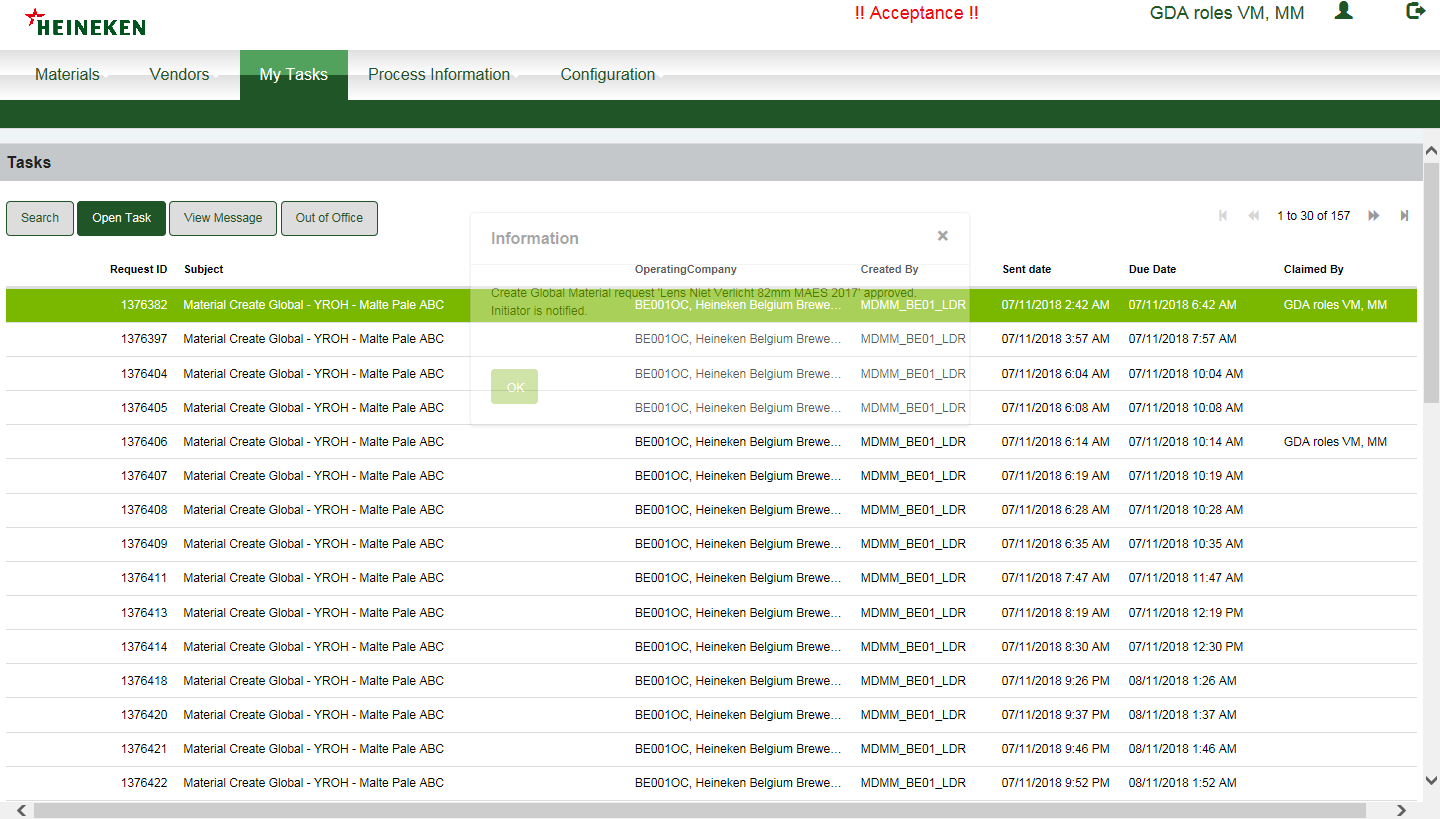 HEINEKEN
!! Acceptance !!
GDA roles VM, MM
Materials Vendors My Tasks Process Information Configuration
Tasks
Search Open Task View Message Out of Office
1 to 30 of 157
Information
Request ID Subject OperatingCompany Created By Sent date Due Date Claimed By
Create Global Material request 'Lens Niet Verlicht 82mm MAES 2017' approved.
Initiator is notified.
1376382 Material Create Global - YROH - Malte Pale ABC BE001OC, Heineken Belgium Brewe... MDMM_BE01_LDR 07/11/2018 2:42 AM 07/11/2018 6:42 AM GDA roles VM, MM
1376397 Material Create Global - YROH - Malte Pale ABC BE001OC, Heineken Belgium Brewe... MDMM_BE01_LDR 07/11/2018 3:57 AM 07/11/2018 7:57 AM
1376404 Material Create Global - YROH - Malte Pale ABC BE001OC, Heineken Belgium Brewe... MDMM_BE01_LDR 07/11/2018 6:04 AM 07/11/2018 10:04 AM
OK
1376405 Material Create Global - YROH - Malte Pale ABC BE001OC, Heineken Belgium Brewe... MDMM_BE01_LDR 07/11/2018 6:08 AM 07/11/2018 10:08 AM
1376406 Material Create Global - YROH - Malte Pale ABC BE001OC, Heineken Belgium Brewe... MDMM_BE01_LDR 07/11/2018 6:14 AM 07/11/2018 10:14 AM GDA roles VM, MM
1376407 Material Create Global - YROH - Malte Pale ABC BE001OC, Heineken Belgium Brewe... MDMM_BE01_LDR 07/11/2018 6:19 AM 07/11/2018 10:19 AM
1376408 Material Create Global - YROH - Malte Pale ABC BE001OC, Heineken Belgium Brewe... MDMM_BE01_LDR 07/11/2018 6:28 AM 07/11/2018 10:28 AM
1376409 Material Create Global - YROH - Malte Pale ABC BE001OC, Heineken Belgium Brewe... MDMM_BE01_LDR 07/11/2018 6:35 AM 07/11/2018 10:35 AM
1376411 Material Create Global - YROH - Malte Pale ABC BE001OC, Heineken Belgium Brewe... MDMM_BE01_LDR 07/11/2018 7:47 AM 07/11/2018 11:47 AM
1376413 Material Create Global - YROH - Malte Pale ABC BE001OC, Heineken Belgium Brewe... MDMM_BE01_LDR 07/11/2018 8:19 AM 07/11/2018 12:19 PM
1376414 Material Create Global - YROH - Malte Pale ABC BE001OC, Heineken Belgium Brewe... MDMM_BE01_LDR 07/11/2018 8:30 AM 07/11/2018 12:30 PM
1376418 Material Create Global - YROH - Malte Pale ABC BE001OC, Heineken Belgium Brewe... MDMM_BE01_LDR 07/11/2018 9:26 PM 08/11/2018 1:26 AM
1376420 Material Create Global - YROH - Malte Pale ABC BE001OC, Heineken Belgium Brewe... MDMM_BE01_LDR 07/11/2018 9:37 PM 08/11/2018 1:37 AM
1376421 Material Create Global - YROH - Malte Pale ABC BE001OC, Heineken Belgium Brewe... MDMM_BE01_LDR 07/11/2018 9:46 PM 08/11/2018 1:46 AM
1376422 Material Create Global - YROH - Malte Pale ABC BE001OC, Heineken Belgium Brewe... MDMM_BE01_LDR 07/11/2018 9:52 PM 08/11/2018 1:52 AM